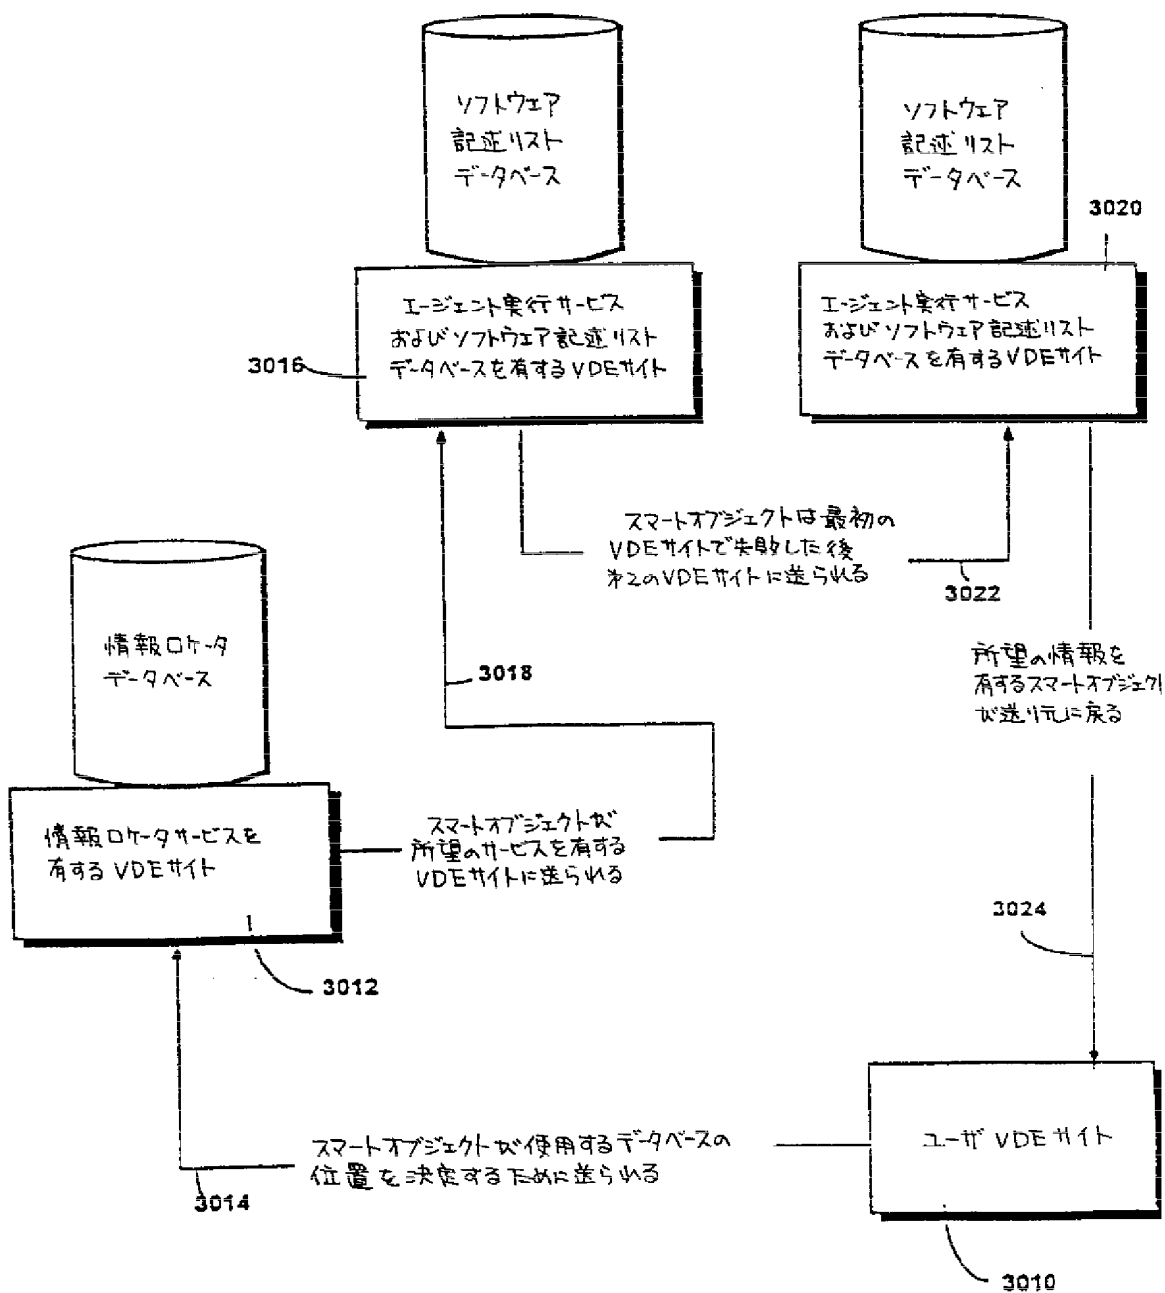 ソフトウェア
記述リスト
データベース
ソフトウェア
記述リスト
データベース
3020
エージェント実行サービス
およびソフトウェア記述リスト
データベースを有するVDEサイト
3016
エージェント実行サービス
およびソフトウェア記述リスト
データベースを有するVDEサイト
スマートオブジェクトは最初の
VDEサイトで失敗した後
第2のVDEサイトに送られる
3022
情報ロケータ
データベース
3018
所望の情報を
有するスマートオブジェクト
が送り元に戻る
情報ロケータサービスを
有するVDEサイト
スマートオブジェクトが
所望のサービスを有する
VDEサイトに送られる
3024
3012
ユーザVDEサイト
スマートオブジェクトが使用するデータベースの
位置を決定するために送られる
3014
3010